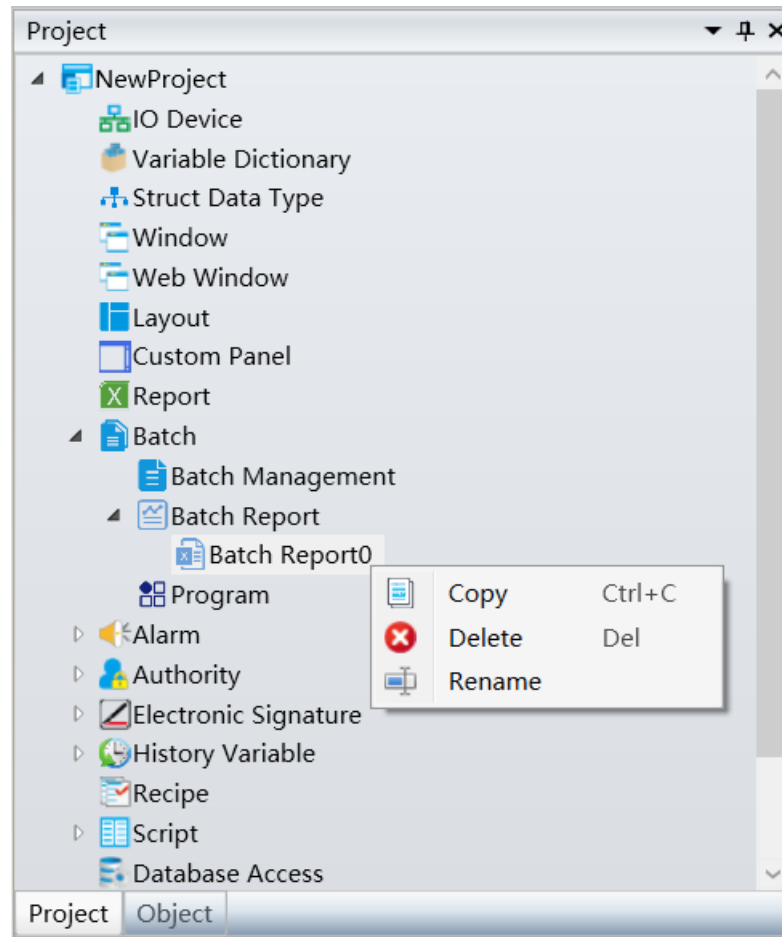 Project
NewProject
IO Device
Variable Dictionary
Struct Data Type
Window
Web Window
Layout
Custom Panel
Report
Batch
Batch Management
Batch Report
Batch Report0
Program
Copy Ctrl+C
Delete Del
Rename
Alarm
Authority
Electronic Signature
History Variable
Recipe
Script
Database Access
Project Object